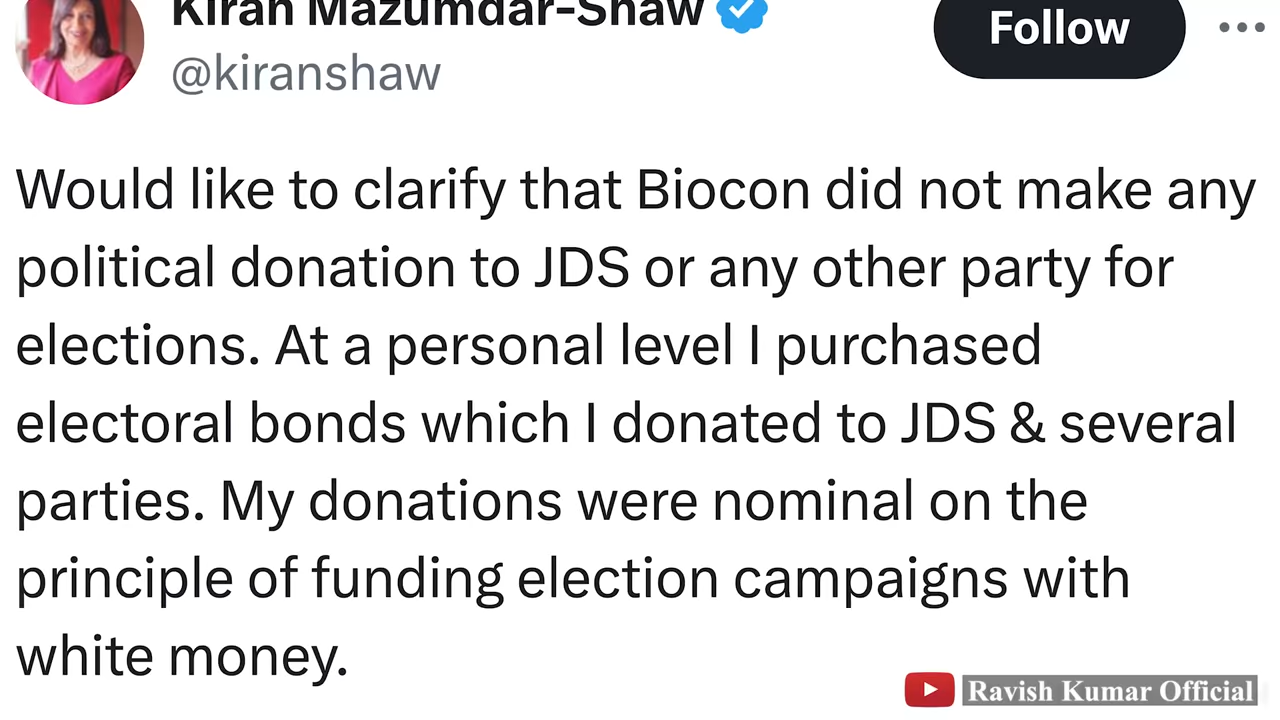 Kiran Mazumdar-Shaw
@kiranshaw
Follow
Would like to clarify that Biocon did not make any
political donation to JDS or any other party for
elections. At a personal level I purchased
electoral bonds which I donated to JDS & several
parties. My donations were nominal on the
principle of funding election campaigns with
white money.
Ravish Kumar Official